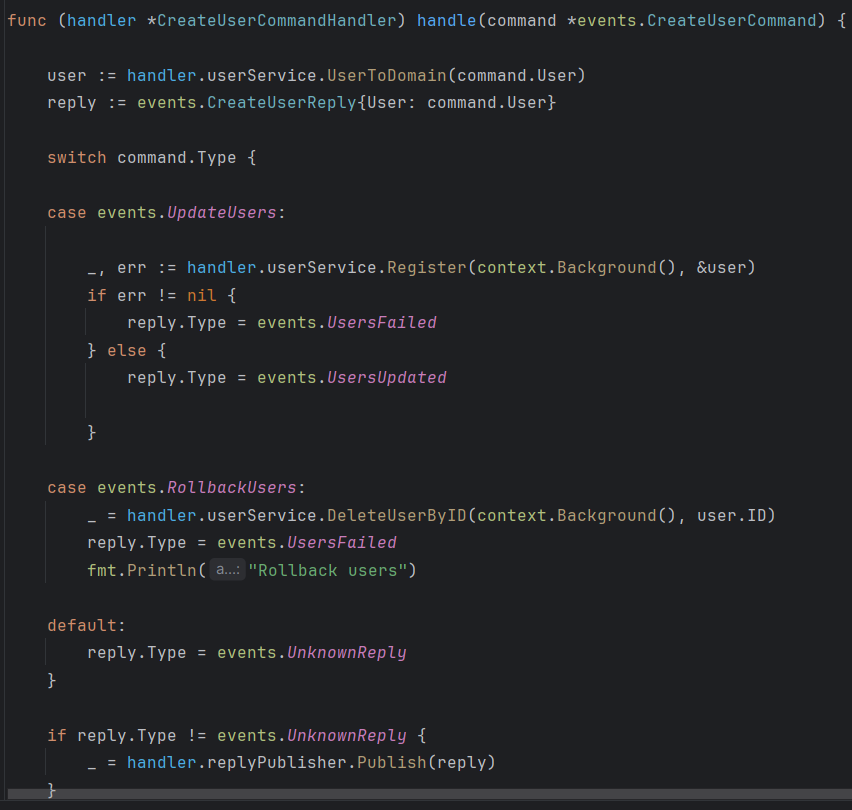 func (handler *CreateUserCommandHandler) handle(command *events.CreateUserCommand) {
user := handler.userService.UserToDomain(command.User)
reply := events.CreateUserReply{User: command.User}
switch command.Type {
case events.UpdateUsers:
_, err := handler.userService.Register(context.Background(), &user)
if err != nil {
reply.Type = events.UsersFailed
} else {
reply.Type = events.UsersUpdated
}
case events.RollbackUsers:
_ = handler.userService.DeleteUserByID(context.Background(), user.ID)
reply.Type = events.UsersFailed
fmt.Println( a...: "Rollback users")
default:
reply.Type = events.UnknownReply
}
if reply.Type != events.UnknownReply {
_ = handler.replyPublisher.Publish(reply)
}